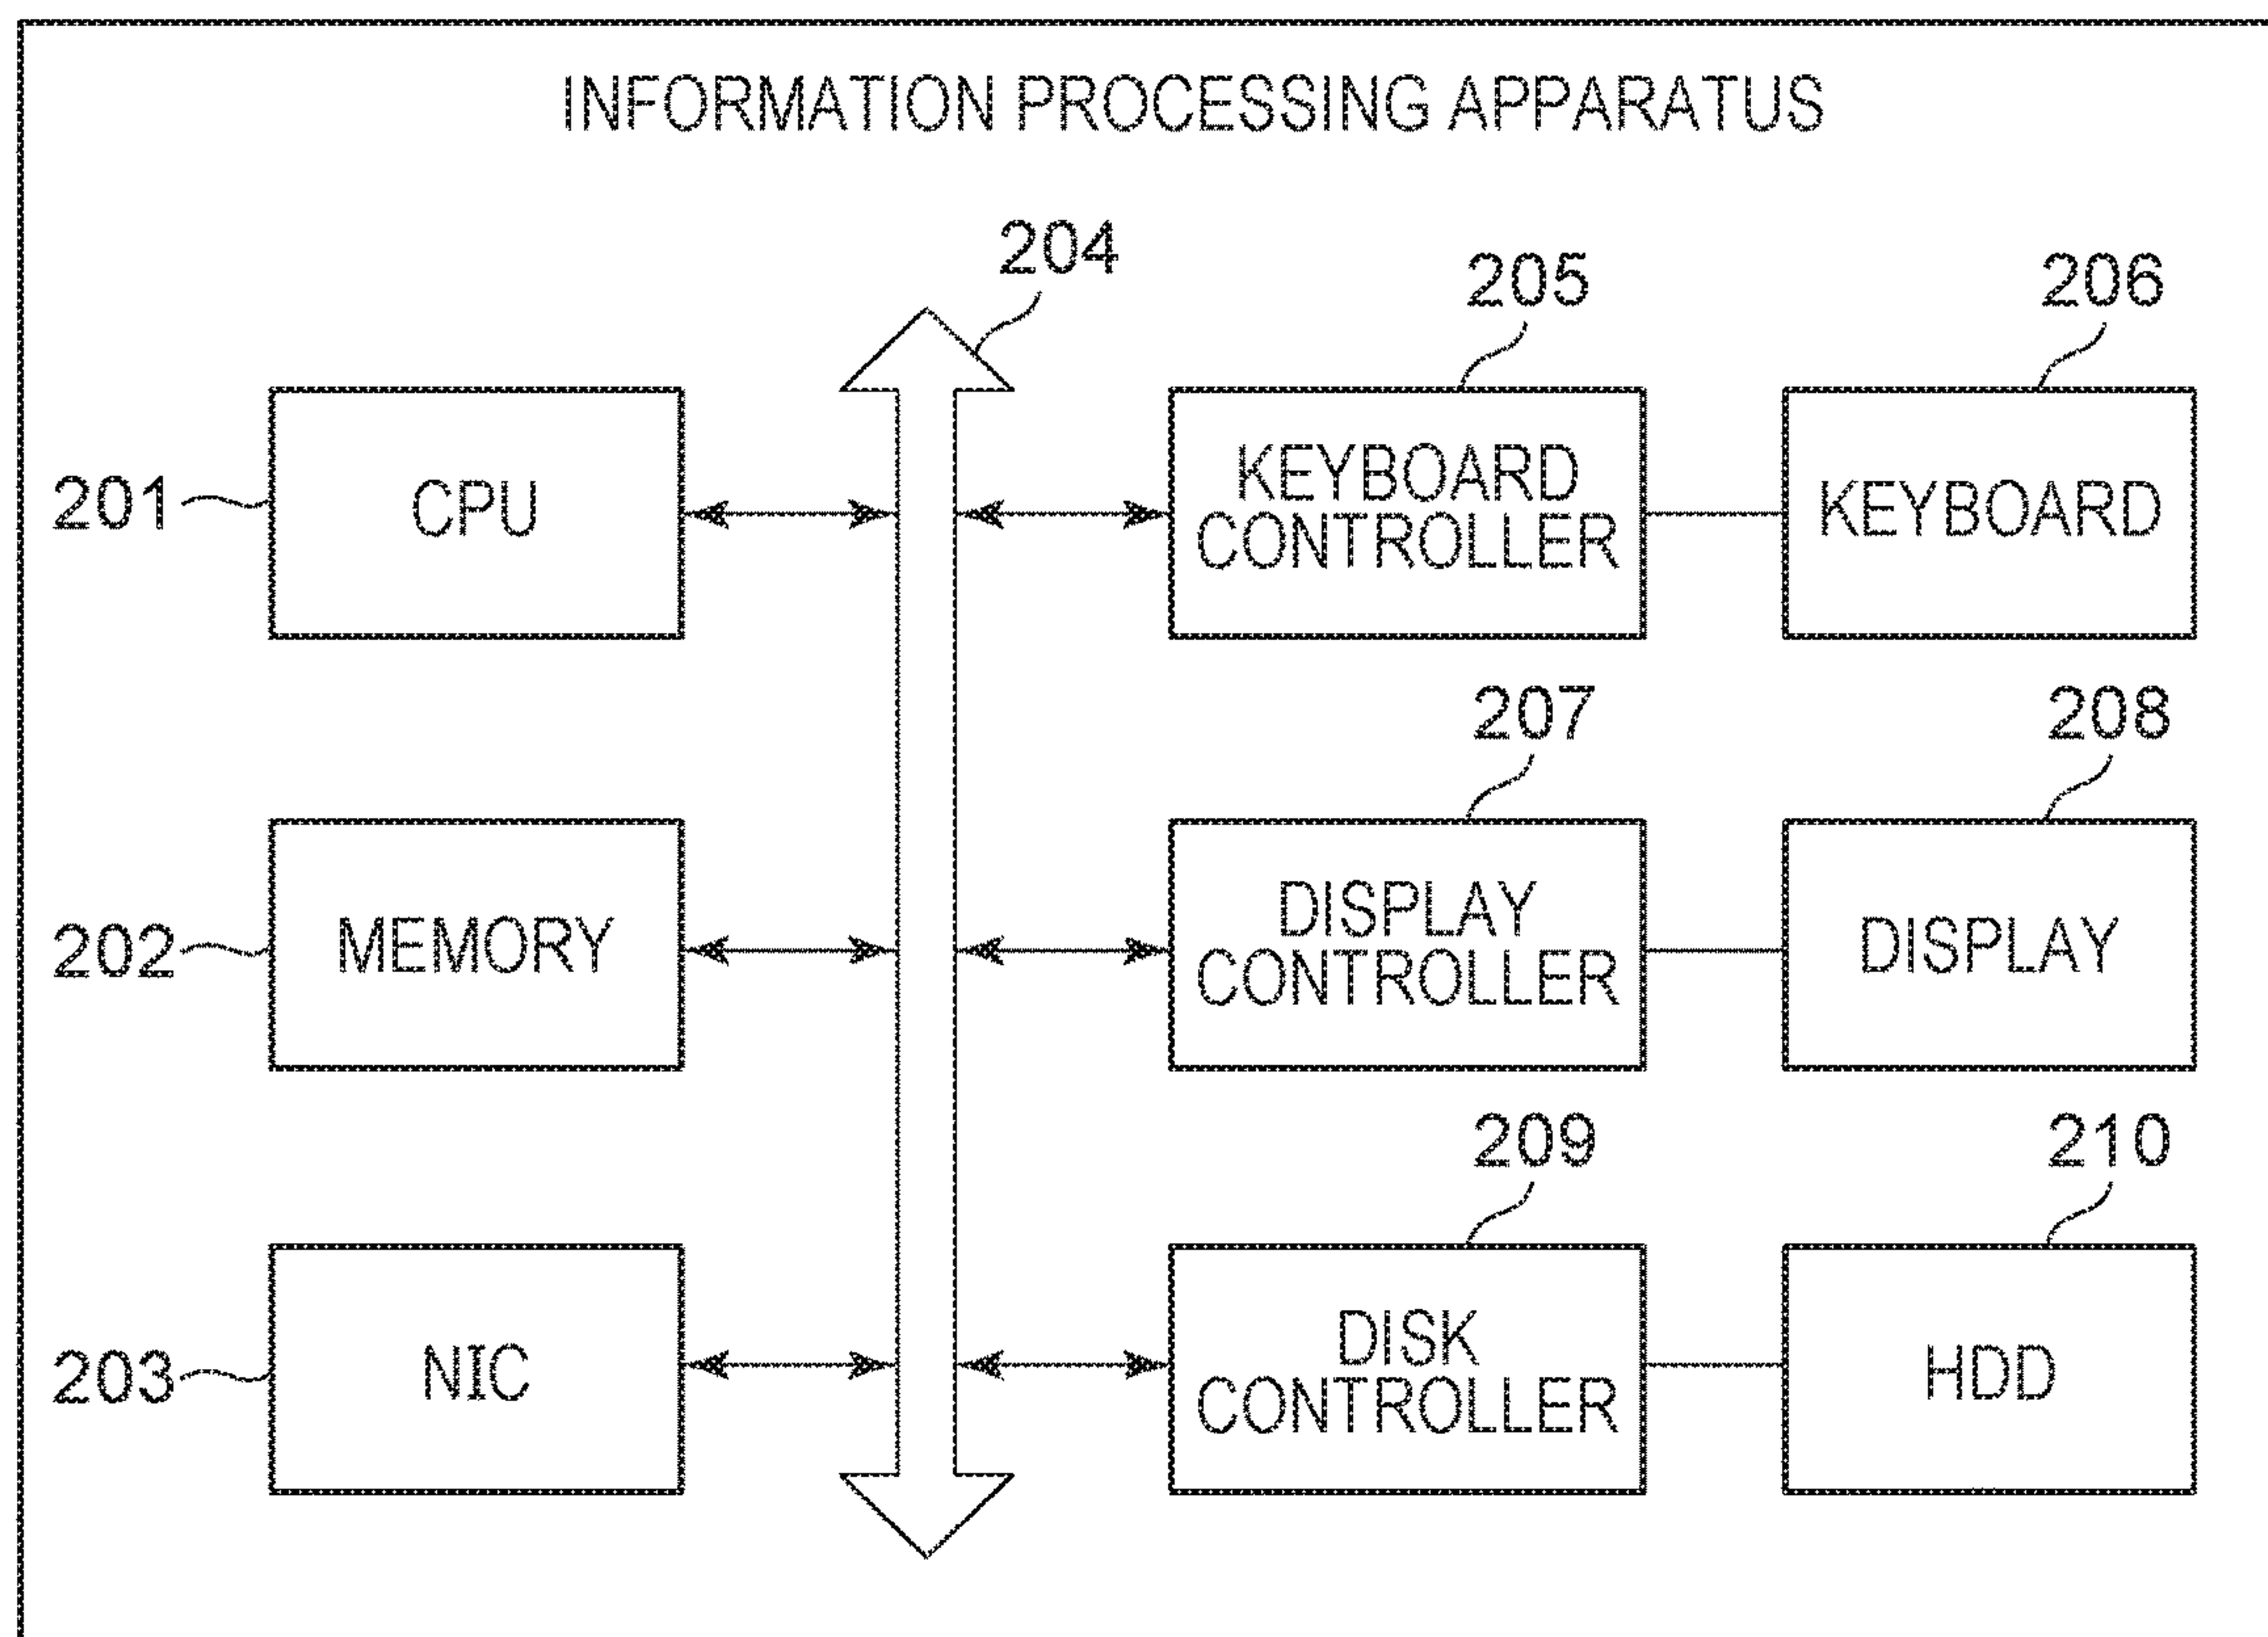 INFORMATION PROCESSING APPARATUS
204
205
206
201
CPU
KEYBOARD
CONTROLLER
KEYBOARD
207
208
202
MEMORY
DISPLAY
CONTROLLER
DISPLAY
209
210
203
NIC
DISK
CONTROLLER
HDD